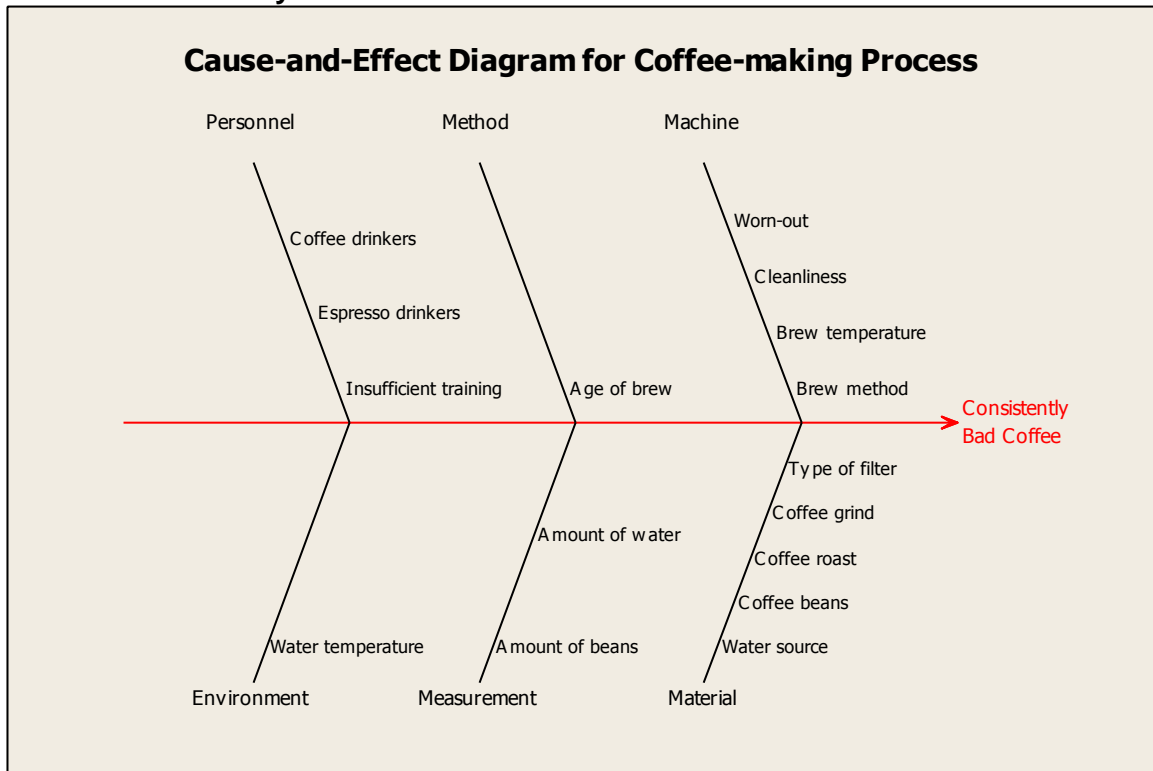 Cause-and-Effect Diagram for Coffee-making Process
Personnel
Method
Machine
Worn-out
Coffee drinkers
Cleanliness
Espresso drinkers
Brew temperature
Insufficient training
Age of brew
Brew method
Consistently
Bad Coffee
Type of filter
Coffee grind
Amount of water
Coffee roast
Coffee beans
Water temperature
Amount of beans
Water source
Environment
Measurement
Material